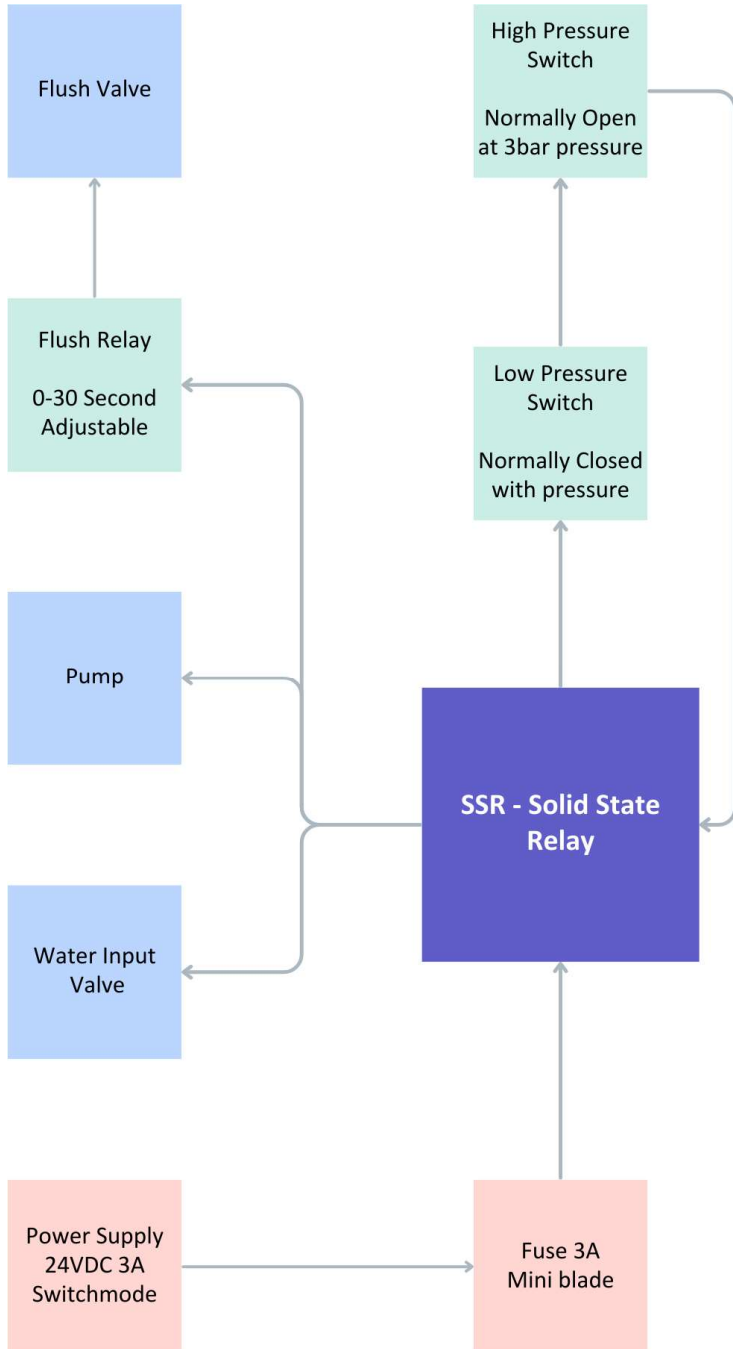 Flush Valve
High Pressure
Switch
Normally Open
at 3bar pressure
Flush Relay
0-30 Second
Adjustable
Low Pressure
Switch
Normally Closed
with pressure
Pump
SSR - Solid State
Relay
Water Input
Valve
Power Supply
24VDC 3A
Switchmode
Fuse 3A
Mini blade